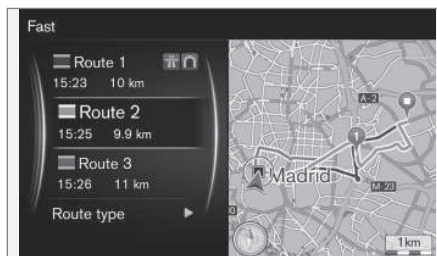 Fast
Route 1
15:23 10 km
Route 2
15:25 9.9 km
Route 3
15:26 11 km
Route type
A-2
1
Madrid
M-23
1km